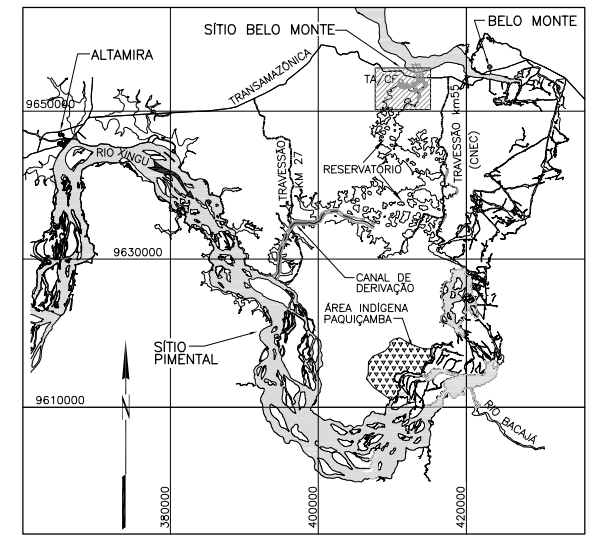 SÍTIO BELO MONTE
BELO MONTE
ALTAMIRA
TRANSAMAZÔNICA
TA/CF
9650000
TRAVESSÃO km55
(CNEC)
RIO XINGU
TRAVESSÃO
KM 27
RESERVATÓRIO
9630000
CANAL DE
DERIVAÇÃO
ÁREA INDÍGENA
PAQUIÇAMBA
SÍTIO
PIMENTAL
9610000
N
RIO BACAJÁ
380000
400000
420000